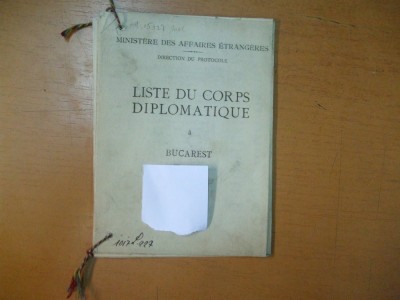 MINISTÈRE DES AFFAIRES ÉTRANGÈRES
DIRECTION DU PROTOCOLE
LISTE DU CORPS
DIPLOMATIQUE
À
BUCAREST